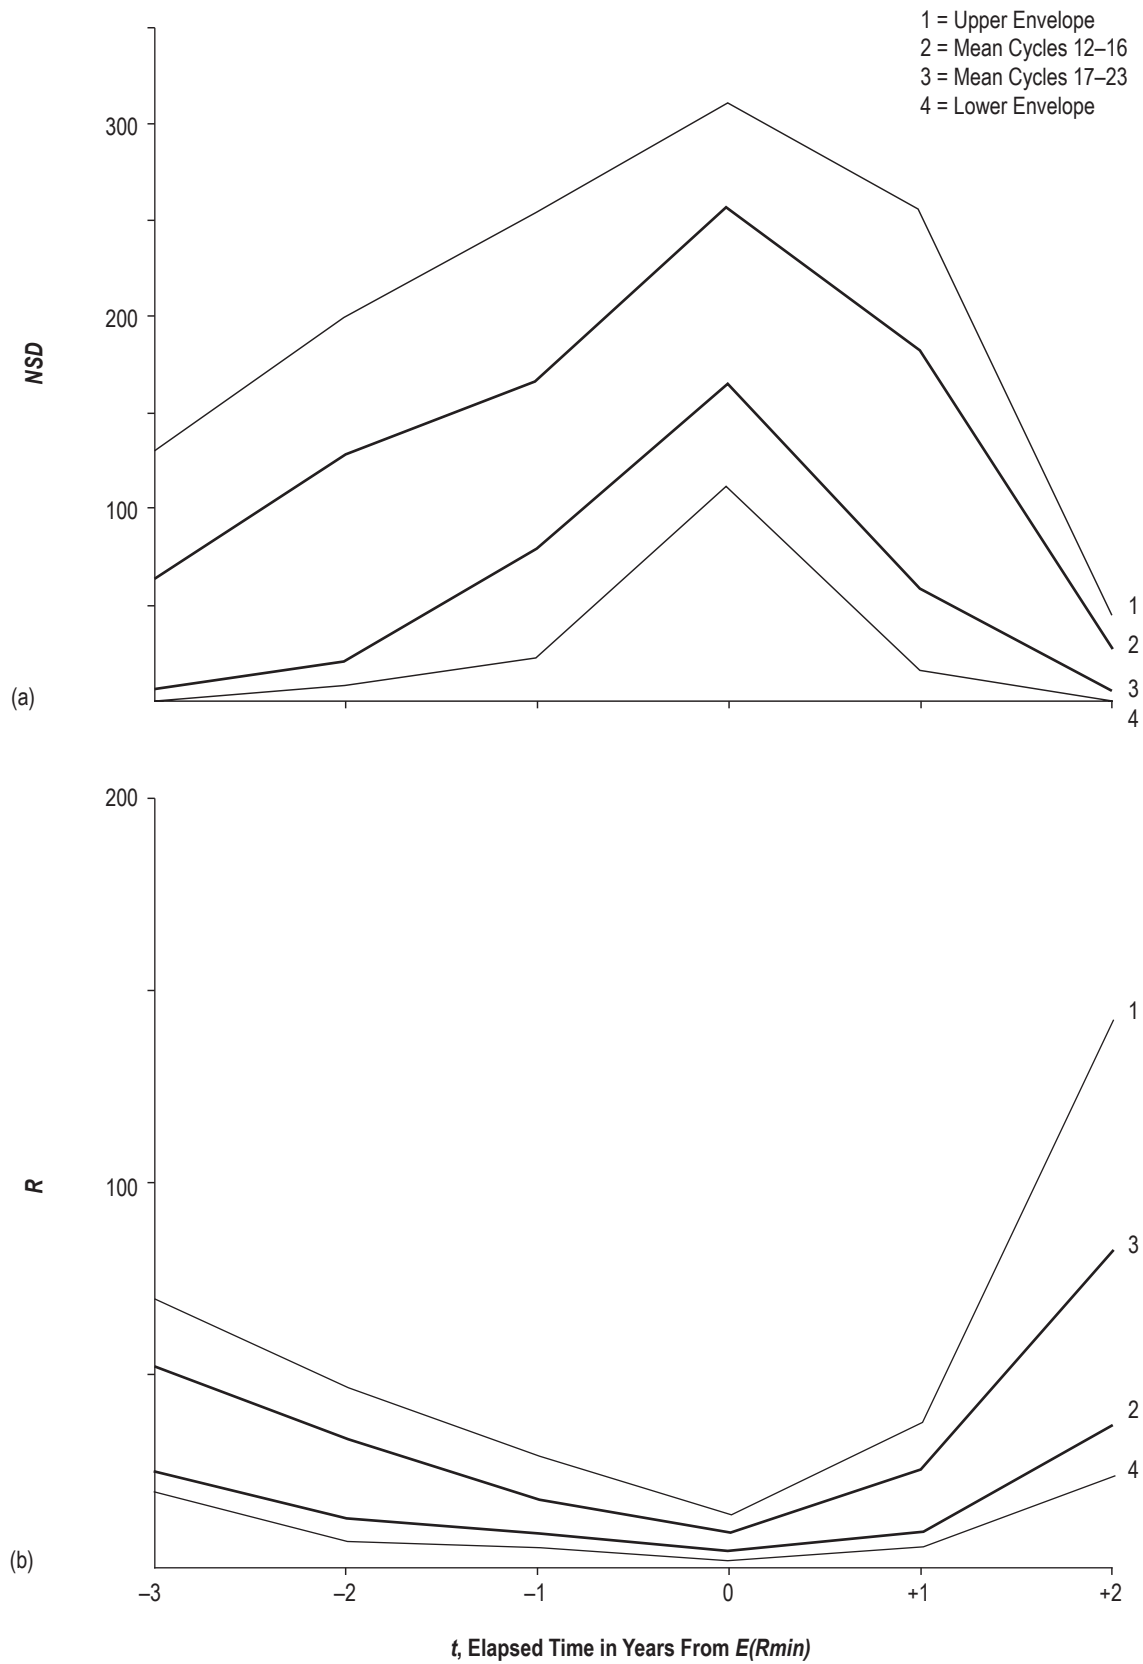 1 = Upper Envelope
2 = Mean Cycles 12–16
3 = Mean Cycles 17–23
4 = Lower Envelope
300
200
100
NSD
1
2
3
4
(a)
200
100
R
1
3
2
4
(b)
–3 –2 –1 0 +1 +2
t, Elapsed Time in Years From E(Rmin)